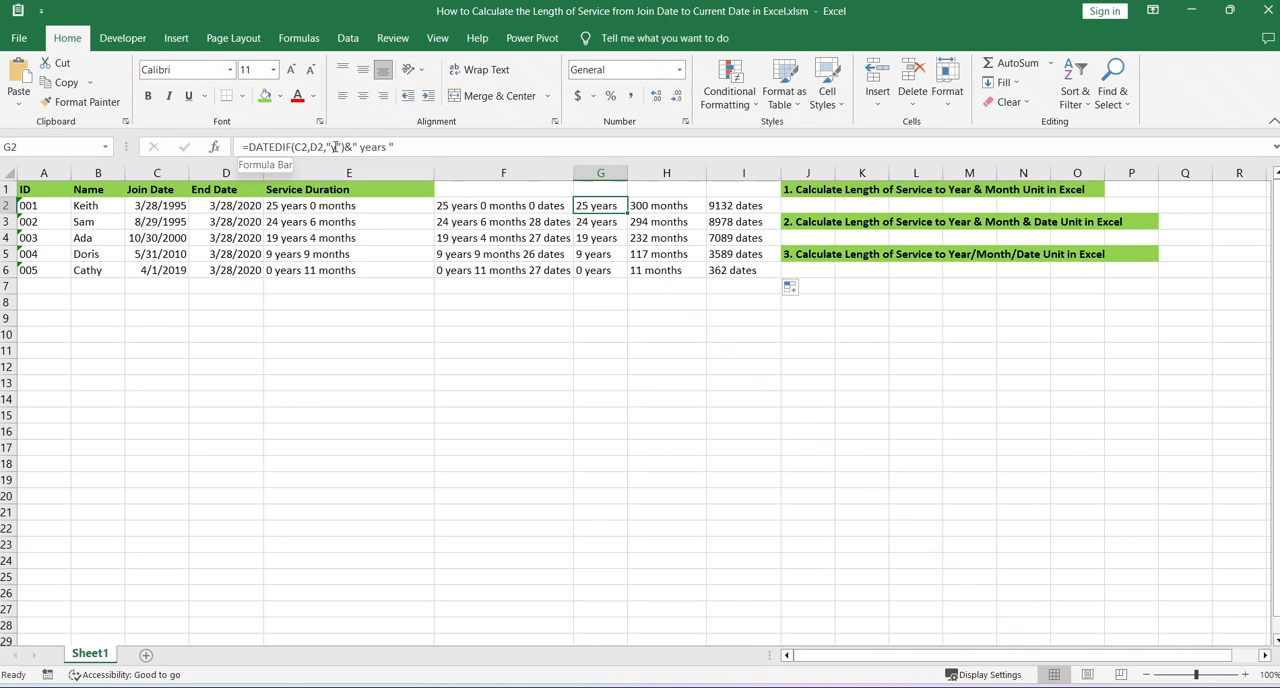 How to Calculate the Length of Service from Join Date to Current Date in Excel.xlsm - Excel
Sign in
File Home Developer Insert Page Layout Formulas Data Review View Help Power Pivot Tell me what you want to do
Paste
Cut
Copy
Format Painter
Clipboard
Calibri 11
B I U
Font
Wrap Text
Merge & Center
Alignment
General
$ % ,
Number
Conditional Formatting
Format as Table
Cell Styles
Styles
Insert
Delete
Format
Cells
AutoSum
Fill
Clear
Sort & Filter
Find & Select
Editing
G2 fx =DATEDIF(C2,D2,"y")&" years "
Formula Bar
A B C D E F G H I J K L M N O P Q R
1 ID Name Join Date End Date Service Duration 1. Calculate Length of Service to Year & Month Unit in Excel
2 001 Keith 3/28/1995 3/28/2020 25 years 0 months 25 years 0 months 0 dates 25 years 300 months 9132 dates
3 002 Sam 8/29/1995 3/28/2020 24 years 6 months 24 years 6 months 28 dates 24 years 294 months 8978 dates 2. Calculate Length of Service to Year & Month & Date Unit in Excel
4 003 Ada 10/30/2000 3/28/2020 19 years 4 months 19 years 4 months 27 dates 19 years 232 months 7089 dates
5 004 Doris 5/31/2010 3/28/2020 9 years 9 months 9 years 9 months 26 dates 9 years 117 months 3589 dates 3. Calculate Length of Service to Year/Month/Date Unit in Excel
6 005 Cathy 4/1/2019 3/28/2020 0 years 11 months 0 years 11 months 27 dates 0 years 11 months 362 dates
7
8
9
10
11
12
13
14
15
16
17
18
19
20
21
22
23
24
25
26
27
28
29
Sheet1
Ready Accessibility: Good to go Display Settings 100%